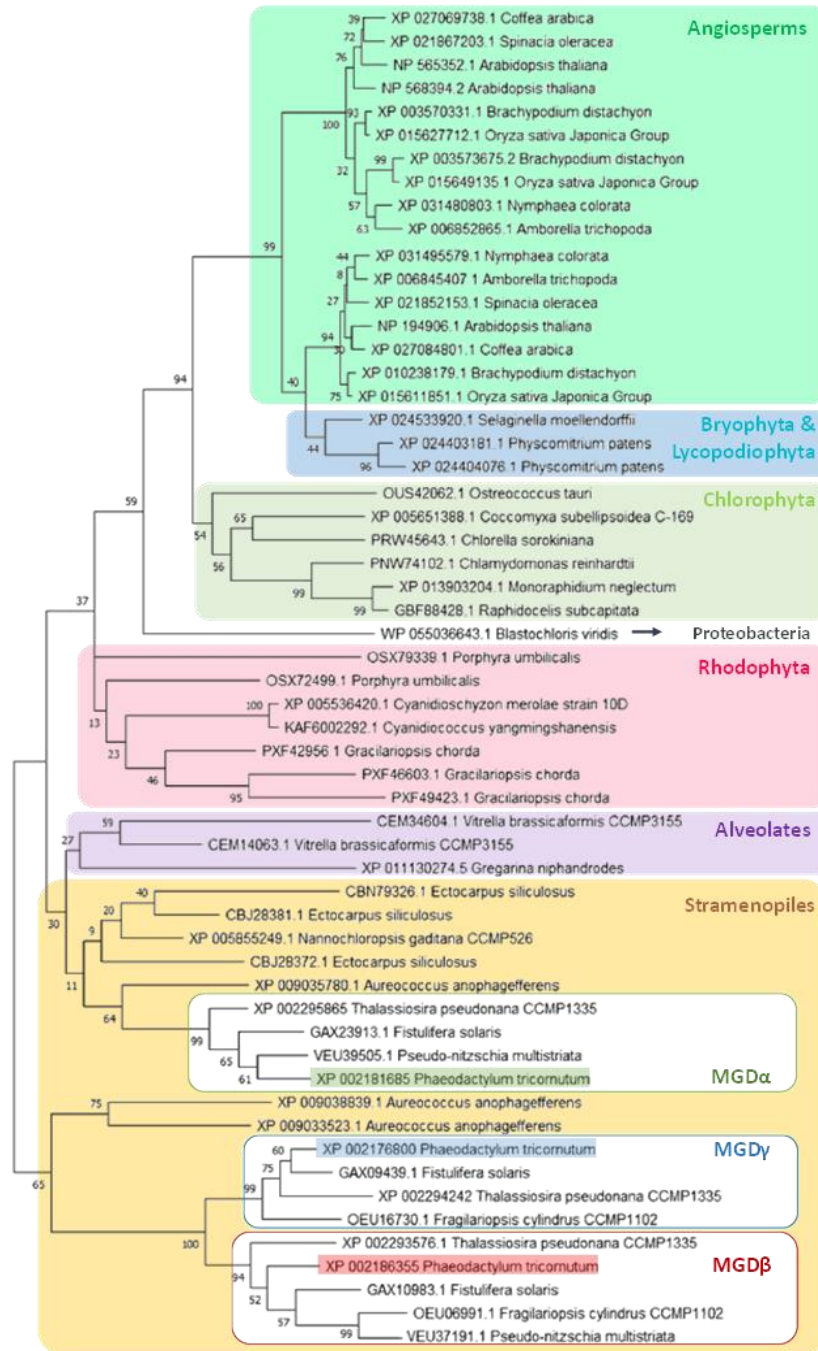 39 XP 027069738.1 Coffea arabica
Angiosperms
72 XP 021867203.1 Spinacia oleracea
76 NP 565352.1 Arabidopsis thaliana
NP 568394.2 Arabidopsis thaliana
93 XP 003570331.1 Brachypodium distachyon
100 XP 015627712.1 Oryza sativa Japonica Group
99 XP 003573675.2 Brachypodium distachyon
32 XP 015649135.1 Oryza sativa Japonica Group
57 XP 031480803.1 Nymphaea colorata
63 XP 006852865.1 Amborella trichopoda
99
44 XP 031495579.1 Nymphaea colorata
8 XP 006845407.1 Amborella trichopoda
27 XP 021852153.1 Spinacia oleracea
94 NP 194906.1 Arabidopsis thaliana
30 XP 027084801.1 Coffea arabica
94
XP 010238179.1 Brachypodium distachyon
40
75 XP 015611851.1 Oryza sativa Japonica Group
XP 024533920.1 Selaginella moellendorffii
Bryophyta &
44 XP 024403181.1 Physcomitrium patens
Lycopodiophyta
96 XP 024404076.1 Physcomitrium patens
OUS42062.1 Ostreococcus tauri
Chlorophyta
59
65 XP 005651388.1 Coccomyxa subellipsoidea C-169
54
PRW45643.1 Chlorella sorokiniana
56
PNW74102.1 Chlamydomonas reinhardtii
99 XP 013903204.1 Monoraphidium neglectum
99 GBF88428.1 Raphidocelis subcapitata
37
WP 055036643.1 Blastochloris viridis
Proteobacteria
OSX79339.1 Porphyra umbilicalis
Rhodophyta
OSX72499.1 Porphyra umbilicalis
100 XP 005536420.1 Cyanidioschyzon merolae strain 10D
13
KAF6002292.1 Cyanidiococcus yangmingshanensis
23
PXF42956.1 Gracilariopsis chorda
46 PXF46603.1 Gracilariopsis chorda
95 PXF49423.1 Gracilariopsis chorda
59 CEM34604.1 Vitrella brassicaformis CCMP3155
Alveolates
27
CEM14063.1 Vitrella brassicaformis CCMP3155
XP 011130274.5 Gregarina niphandrodes
40 CBN79326.1 Ectocarpus siliculosus
Stramenopiles
20
CBJ28381.1 Ectocarpus siliculosus
30
9 XP 005855249.1 Nannochloropsis gaditana CCMP526
CBJ28372.1 Ectocarpus siliculosus
11
XP 009035780.1 Aureococcus anophagefferens
XP 002295865 Thalassiosira pseudonana CCMP1335
64
GAX23913.1 Fistulifera solaris
99
VEU39505.1 Pseudo-nitzschia multistriata
65
61 XP 002181685 Phaeodactylum tricornutum
MGDα
75 XP 009038839.1 Aureococcus anophagefferens
XP 009033523.1 Aureococcus anophagefferens
60 XP 002176800 Phaeodactylum tricornutum
MGDγ
75 GAX09439.1 Fistulifera solaris
65
99 XP 002294242 Thalassiosira pseudonana CCMP1335
OEU16730.1 Fragilariopsis cylindrus CCMP1102
100
XP 002293576.1 Thalassiosira pseudonana CCMP1335
94 XP 002186355 Phaeodactylum tricornutum
MGDβ
52 GAX10983.1 Fistulifera solaris
57 OEU06991.1 Fragilariopsis cylindrus CCMP1102
99 VEU37191.1 Pseudo-nitzschia multistriata